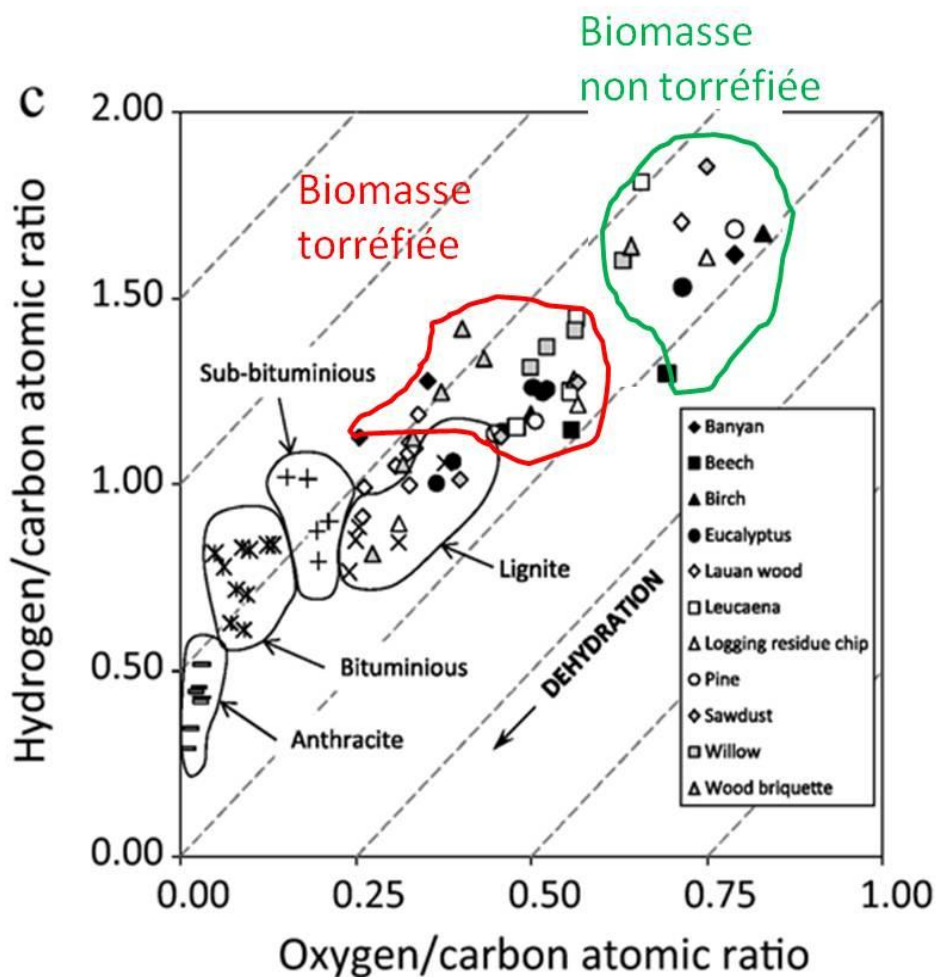 Biomasse
non torréfiée
c
2.00
Biomasse
torréfiée
1.50
Sub-bituminious
1.00
Lignite
0.50
Bituminious
Anthracite
0.00
DEHYDRATION
Banyan
Beech
Birch
Eucalyptus
Lauan wood
Leucaena
Logging residue chip
Pine
Sawdust
Willow
Wood briquette
Hydrogen/carbon atomic ratio
0.00 0.25 0.50 0.75 1.00
Oxygen/carbon atomic ratio